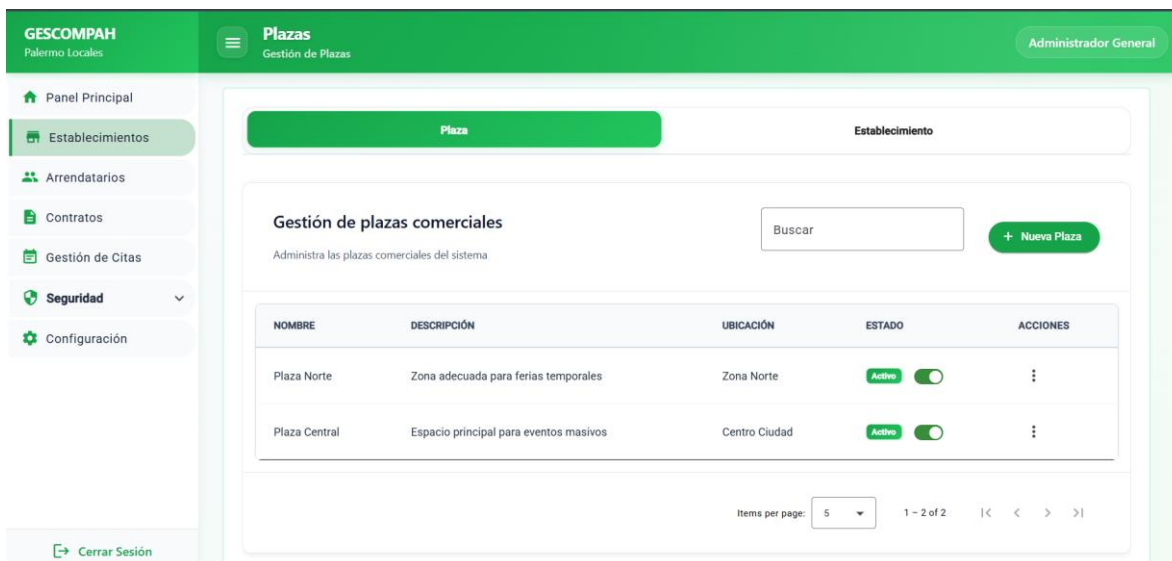 GESCOMPAH
Palermo Locales
Plazas
Gestión de Plazas
Administrador General
Panel Principal
Establecimientos
Arrendatarios
Contratos
Gestión de Citas
Seguridad
Configuración
Cerrar Sesión
Plaza Establecimiento
Gestión de plazas comerciales
Administra las plazas comerciales del sistema
Buscar
+ Nueva Plaza
NOMBRE DESCRIPCIÓN UBICACIÓN ESTADO ACCIONES
Plaza Norte Zona adecuada para ferias temporales Zona Norte Activo
Plaza Central Espacio principal para eventos masivos Centro Ciudad Activo
Items per page: 5 1 – 2 of 2